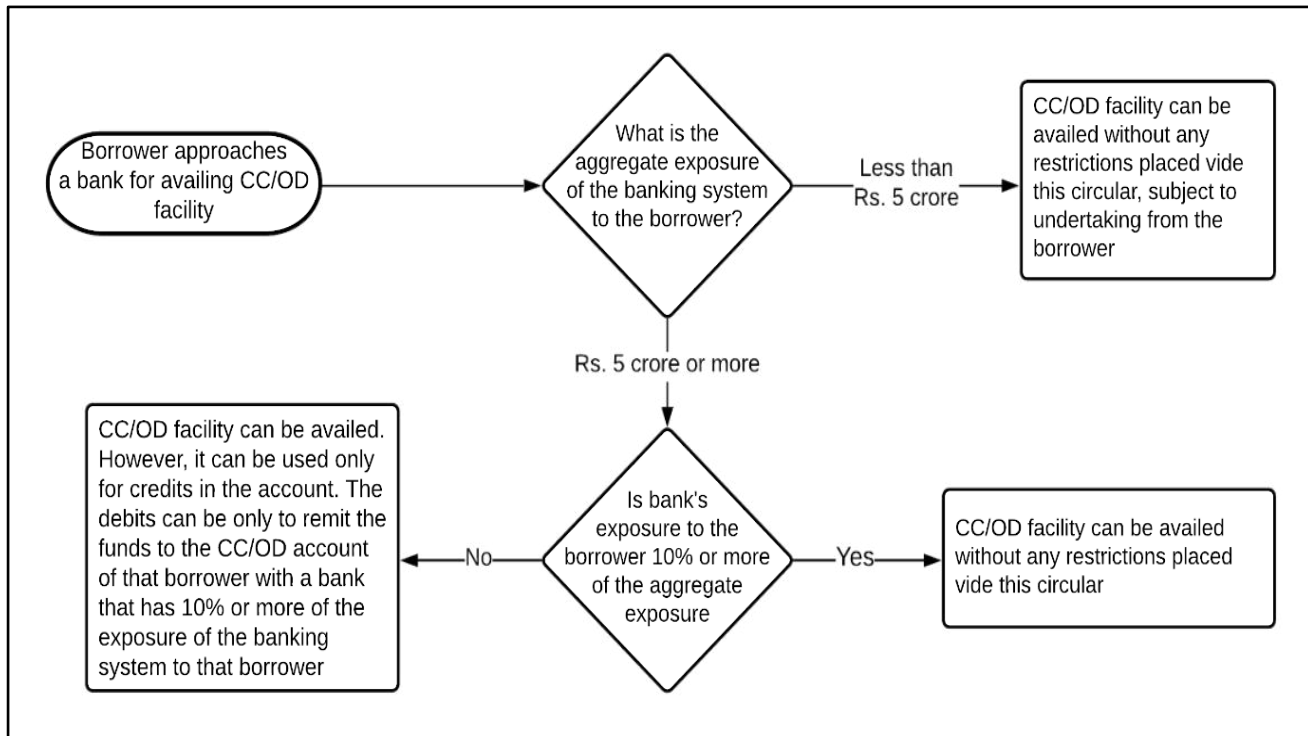 Borrower approaches
a bank for availing CC/OD
facility
What is the
aggregate exposure
of the banking system
to the borrower?
Less than
Rs. 5 crore
CC/OD facility can be
availed without any
restrictions placed vide
this circular, subject to
undertaking from the
borrower
Rs. 5 crore or more
CC/OD facility can be availed.
However, it can be used only
for credits in the account. The
debits can be only to remit the
funds to the CC/OD account
of that borrower with a bank
that has 10% or more of the
exposure of the banking
system to that borrower
No
Is bank's
exposure to the
borrower 10% or more
of the aggregate
exposure
Yes
CC/OD facility can be availed
without any restrictions placed
vide this circular